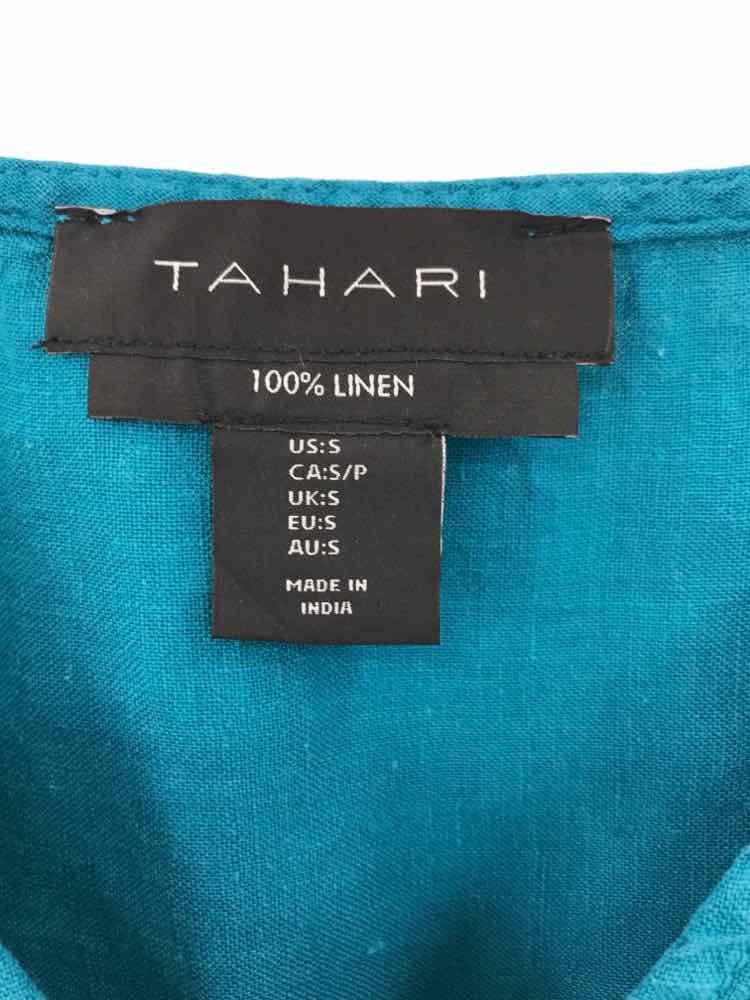 TAHARI
100% LINEN
US:S
CA:S/P
UK:S
EU:S
AU:S
MADE IN
INDIA